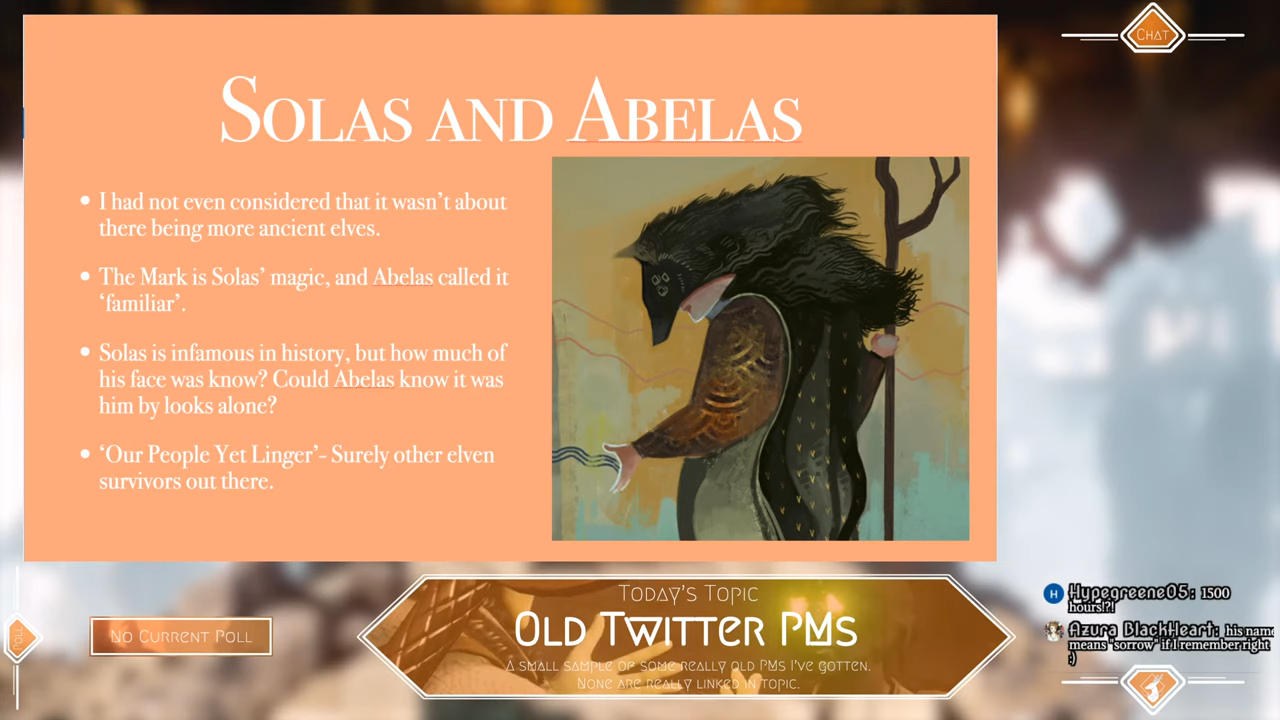 Solas and Abelas
• I had not even considered that it wasn't about
there being more ancient elves.
• The Mark is Solas' magic, and Abelas called it
'familiar'.
• Solas is infamous in history, but how much of
his face was know? Could Abelas know it was
him by looks alone?
• 'Our People Yet Linger'- Surely other elven
survivors out there.
Chat
Poll
No Current Poll
Today's Topic
Old Twitter PMs
A small sample of some really old PMs I've gotten.
None are really linked in topic.
H
Hypegreene05: 1500
hours!?!
Azura BlackHeart: his name
means "sorrow" if I remember right
:)